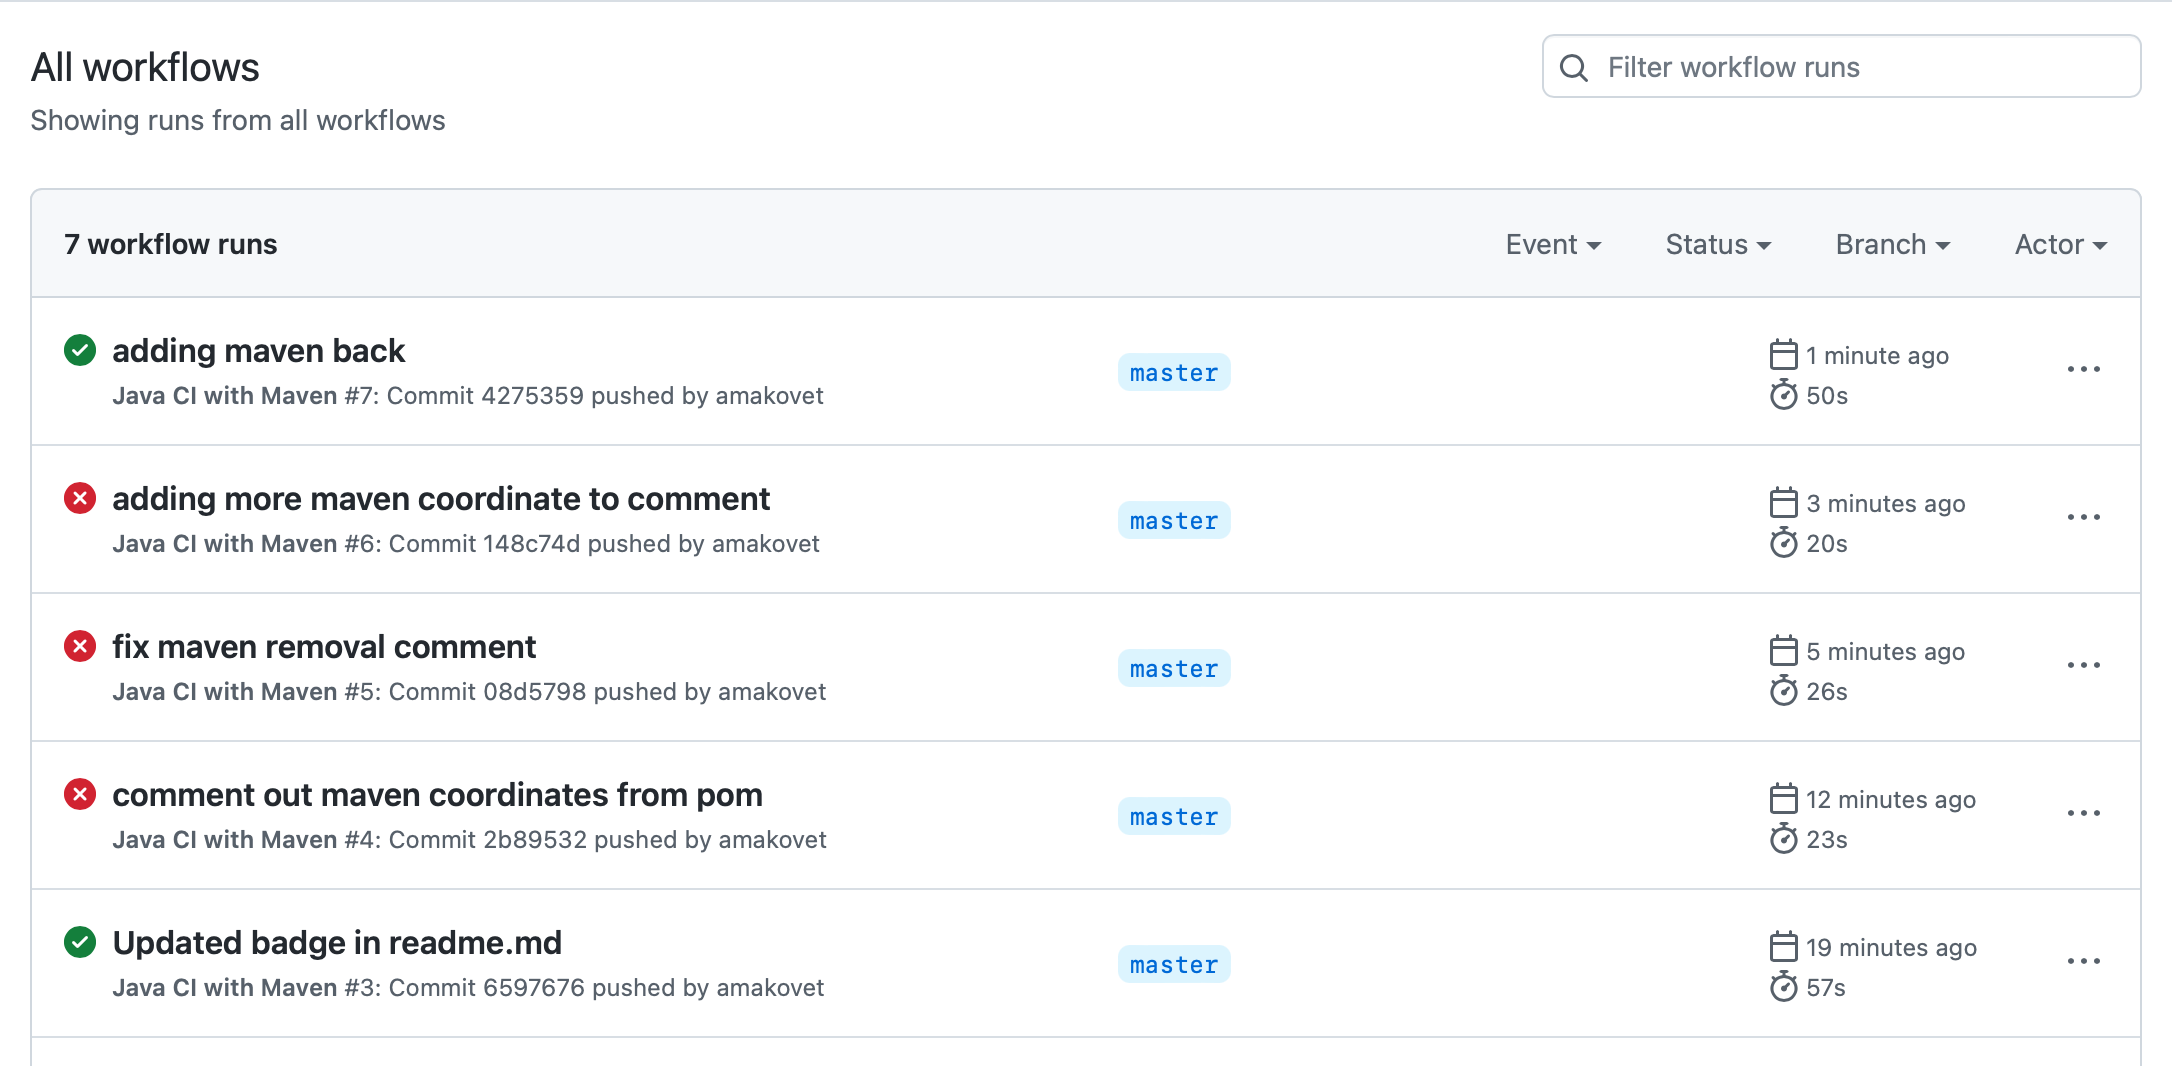 All workflows
Filter workflow runs
Showing runs from all workflows
7 workflow runs
Event
Status
Branch
Actor
adding maven back
Java CI with Maven #7: Commit 4275359 pushed by amakovet
master
1 minute ago
50s
adding more maven coordinate to comment
Java CI with Maven #6: Commit 148c74d pushed by amakovet
master
3 minutes ago
20s
fix maven removal comment
Java CI with Maven #5: Commit 08d5798 pushed by amakovet
master
5 minutes ago
26s
comment out maven coordinates from pom
Java CI with Maven #4: Commit 2b89532 pushed by amakovet
master
12 minutes ago
23s
Updated badge in readme.md
Java CI with Maven #3: Commit 6597676 pushed by amakovet
master
19 minutes ago
57s